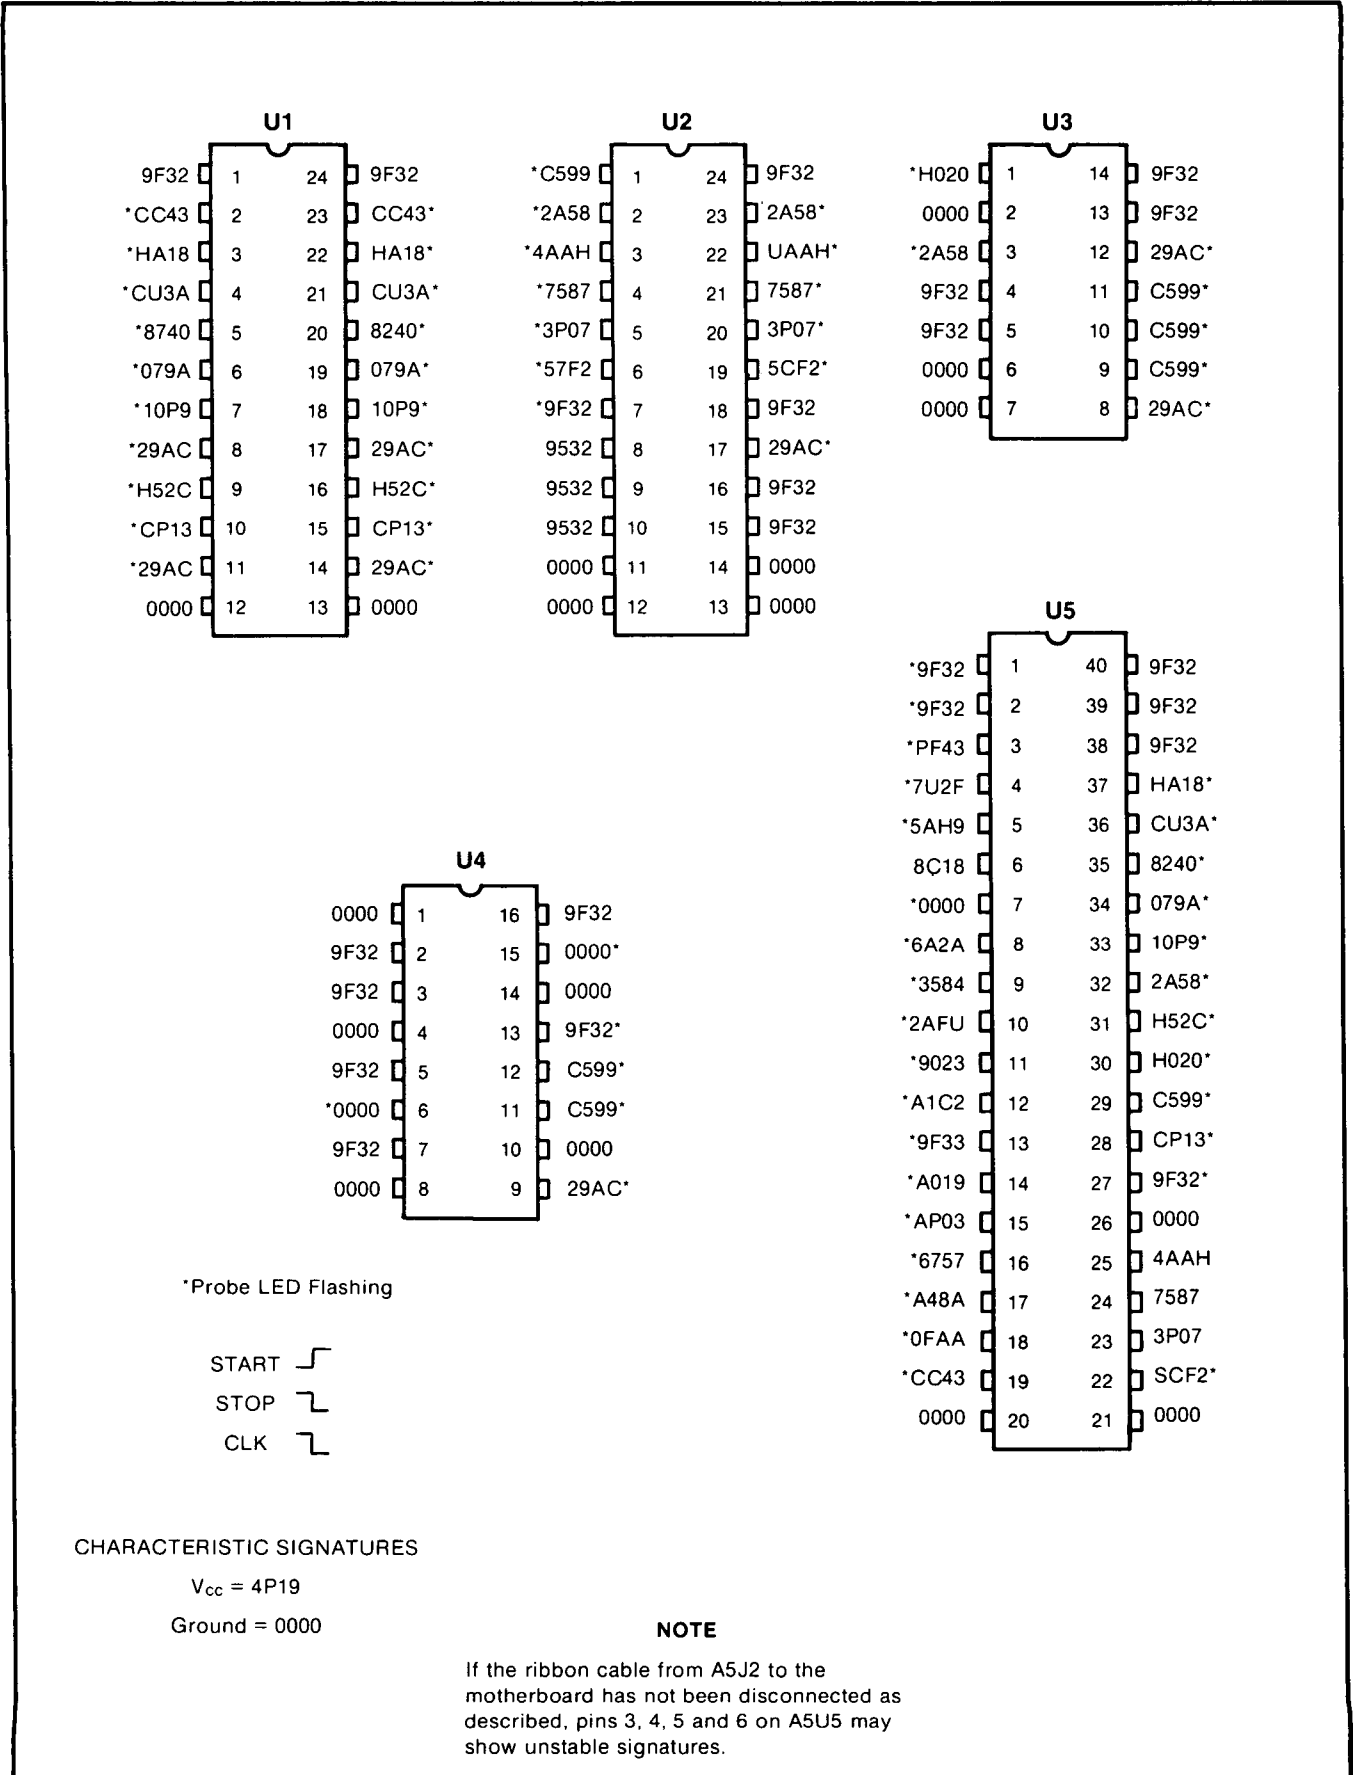 U1
9F32 1 24 9F32
*CC43 2 23 CC43*
*HA18 3 22 HA18*
*CU3A 4 21 CU3A*
*8740 5 20 8240*
*079A 6 19 079A*
*10P9 7 18 10P9*
*29AC 8 17 29AC*
*H52C 9 16 H52C*
*CP13 10 15 CP13*
*29AC 11 14 29AC*
0000 12 13 0000
U2
*C599 1 24 9F32
*2A58 2 23 2A58*
*4AAH 3 22 UAAH*
*7587 4 21 7587*
*3P07 5 20 3P07*
*57F2 6 19 5CF2*
*9F32 7 18 9F32
9532 8 17 29AC*
9532 9 16 9F32
9532 10 15 9F32
0000 11 14 0000
0000 12 13 0000
U3
*H020 1 14 9F32
0000 2 13 9F32
*2A58 3 12 29AC*
9F32 4 11 C599*
9F32 5 10 C599*
0000 6 9 C599*
0000 7 8 29AC*
U4
0000 1 16 9F32
9F32 2 15 0000*
9F32 3 14 0000
0000 4 13 9F32*
9F32 5 12 C599*
*0000 6 11 C599*
9F32 7 10 0000
0000 8 9 29AC*
U5
*9F32 1 40 9F32
*9F32 2 39 9F32
*PF43 3 38 9F32
*7U2F 4 37 HA18*
*5AH9 5 36 CU3A*
8C18 6 35 8240*
*0000 7 34 079A*
*6A2A 8 33 10P9*
*3584 9 32 2A58*
*2AFU 10 31 H52C*
*9023 11 30 H020*
*A1C2 12 29 C599*
*9F33 13 28 CP13*
*A019 14 27 9F32*
*AP03 15 26 0000
*6757 16 25 4AAH
*A48A 17 24 7587
*0FAA 18 23 3P07
*CC43 19 22 SCF2*
0000 20 21 0000
*Probe LED Flashing
START
STOP
CLK
CHARACTERISTIC SIGNATURES
Vcc = 4P19
Ground = 0000
NOTE
If the ribbon cable from A5J2 to the
motherboard has not been disconnected as
described, pins 3, 4, 5 and 6 on A5U5 may
show unstable signatures.